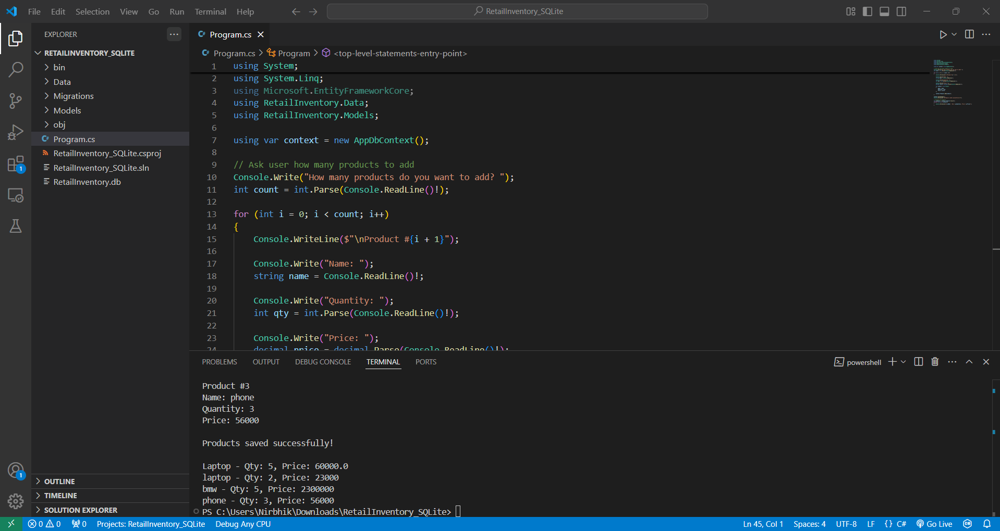 File Edit Selection View Go Run Terminal Help
RetailInventory_SQLite
EXPLORER
RETAILINVENTORY_SQLITE
bin
Data
Migrations
Models
obj
Program.cs
RetailInventory_SQLite.csproj
RetailInventory_SQLite.sln
RetailInventory.db
OUTLINE
TIMELINE
SOLUTION EXPLORER
1
1
Program.cs
Program.cs > Program > <top-level-statements-entry-point>
1 using System;
2 using System.Linq;
3 using Microsoft.EntityFrameworkCore;
4 using RetailInventory.Data;
5 using RetailInventory.Models;
6
7 using var context = new AppDbContext();
8
9 // Ask user how many products to add
10 Console.Write("How many products do you want to add? ");
11 int count = int.Parse(Console.ReadLine()!);
12
13 for (int i = 0; i < count; i++)
14 {
15 Console.WriteLine($"\nProduct #{i + 1}");
16
17 Console.Write("Name: ");
18 string name = Console.ReadLine()!;
19
20 Console.Write("Quantity: ");
21 int qty = int.Parse(Console.ReadLine()!);
22
23 Console.Write("Price: ");
24 decimal price = decimal.Parse(Console.ReadLine()!);
PROBLEMS OUTPUT DEBUG CONSOLE TERMINAL PORTS
powershell
Product #3
Name: phone
Quantity: 3
Price: 56000
Products saved successfully!
Laptop - Qty: 5, Price: 60000.0
laptop - Qty: 2, Price: 23000
bmw - Qty: 5, Price: 2300000
phone - Qty: 3, Price: 56000
PS C:\Users\Nirbhik\Downloads\RetailInventory_SQLite>
0 0 0 Projects: RetailInventory_SQLite Debug Any CPU Ln 45, Col 1 Spaces: 4 UTF-8 LF {} C# Go Live